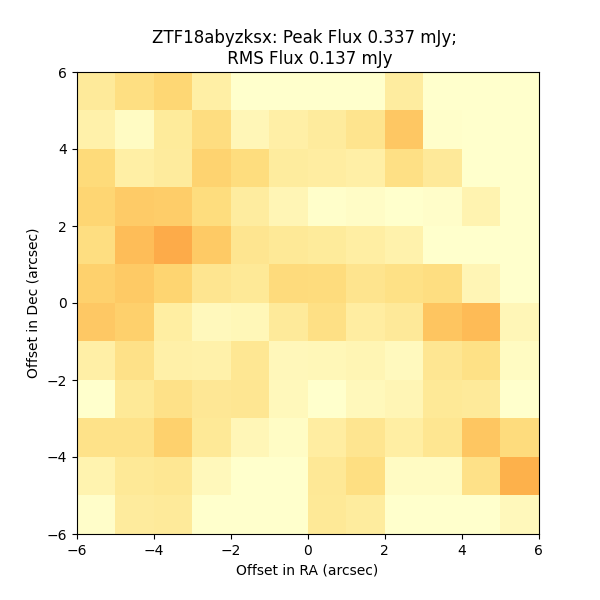 ZTF18abyzksx: Peak Flux 0.337 mJy;
RMS Flux 0.137 mJy
6
4
2
0
−2
−4
−6
Offset in Dec (arcsec)
−6 −4 −2 0 2 4 6
Offset in RA (arcsec)